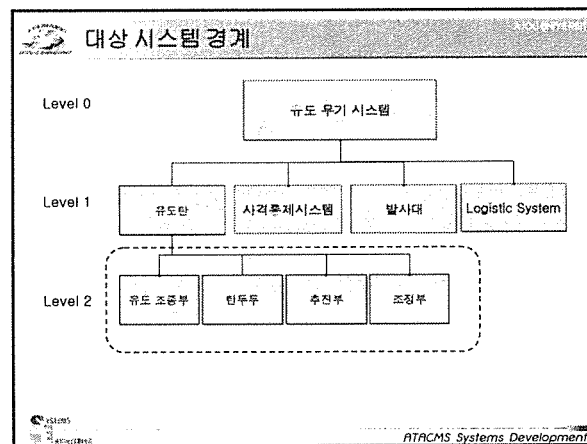 대상 시스템 경계
Level 0
유도 무기 시스템
Level 1
유도탄
사격통제시스템
발사대
Logistic System
Level 2
유도 조종부
탄두부
추진부
조정부
ATACMS Systems Development